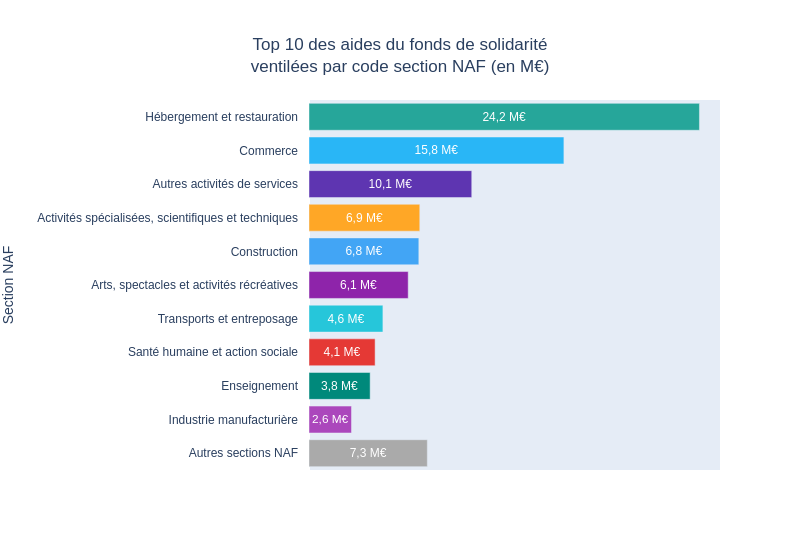 Top 10 des aides du fonds de solidarité
ventilées par code section NAF (en M€)
Section NAF
Hébergement et restauration 24,2 M€
Commerce 15,8 M€
Autres activités de services 10,1 M€
Activités spécialisées, scientifiques et techniques 6,9 M€
Construction 6,8 M€
Arts, spectacles et activités récréatives 6,1 M€
Transports et entreposage 4,6 M€
Santé humaine et action sociale 4,1 M€
Enseignement 3,8 M€
Industrie manufacturière 2,6 M€
Autres sections NAF 7,3 M€